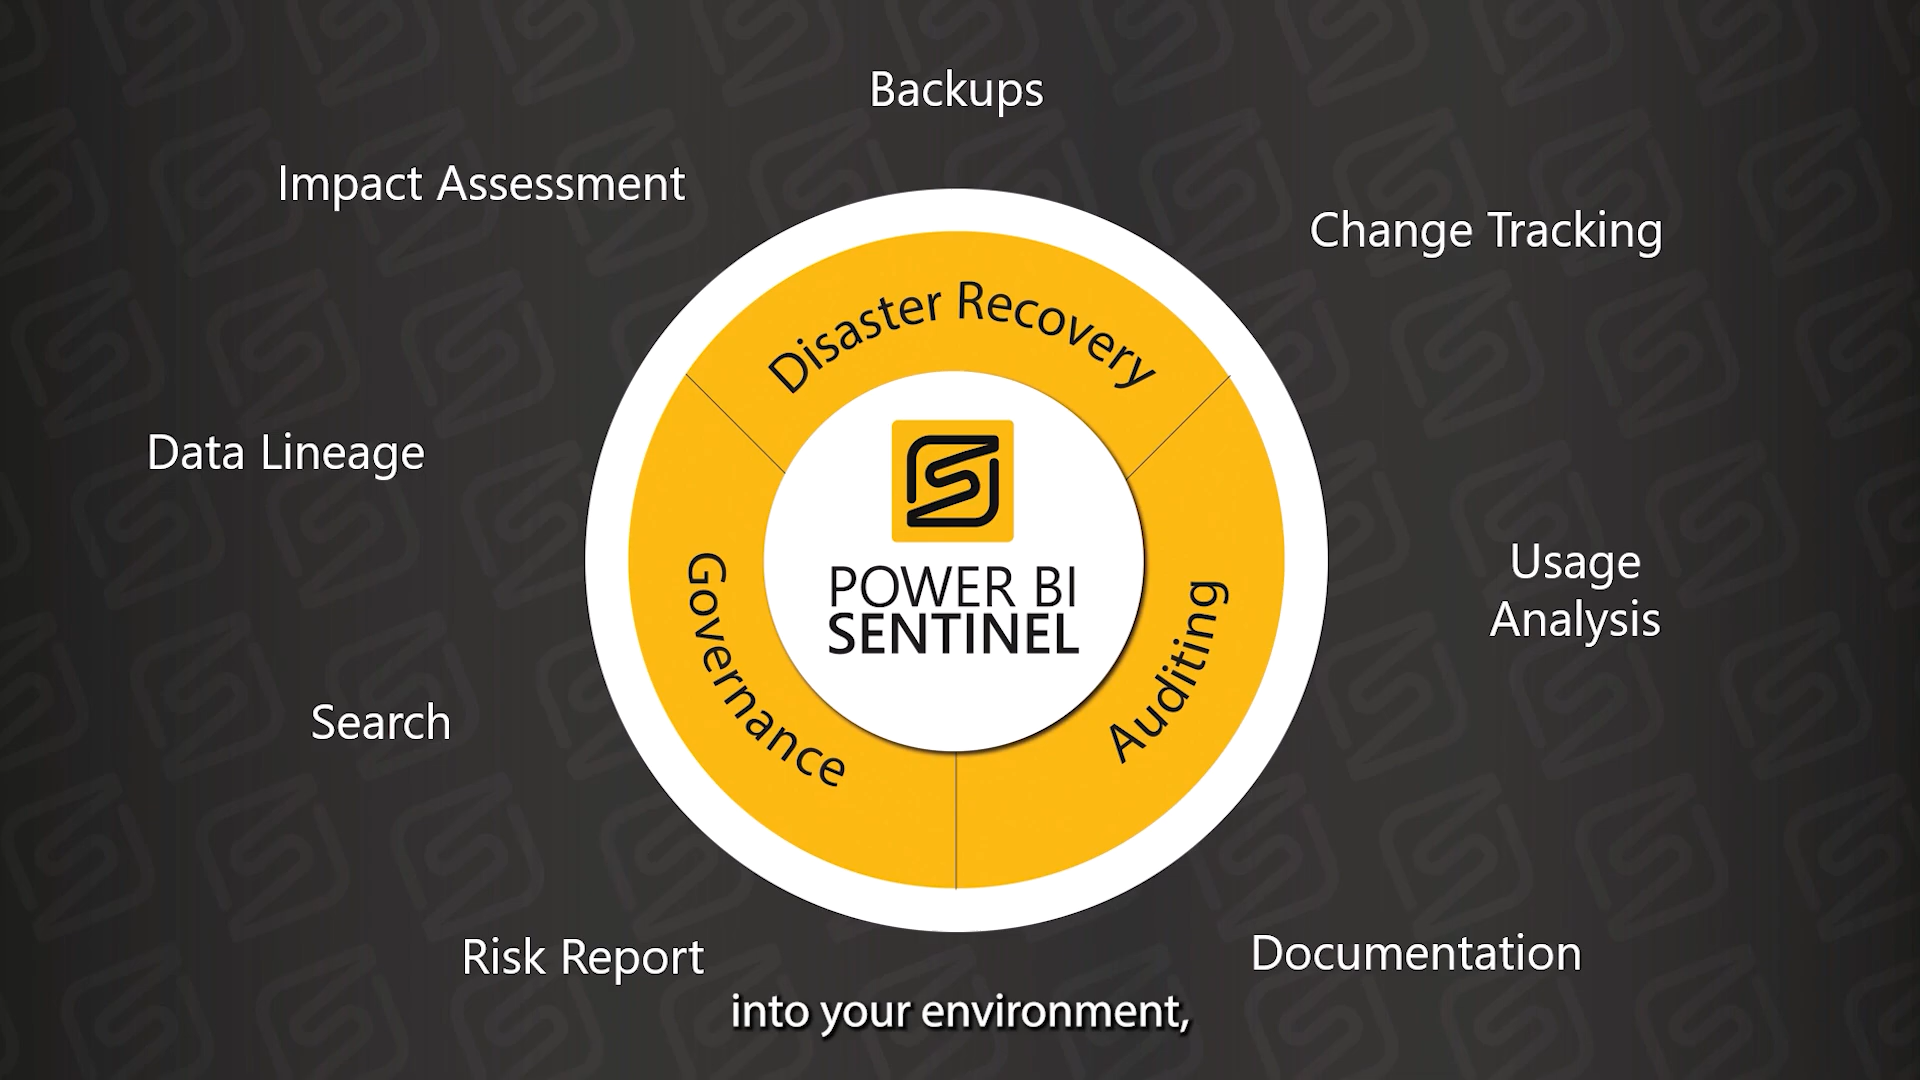 Backups
Impact Assessment
Change Tracking
Disaster Recovery
Data Lineage
POWER BI
SENTINEL
Governance
Auditing
Usage
Analysis
Search
Risk Report
Documentation
into your environment,